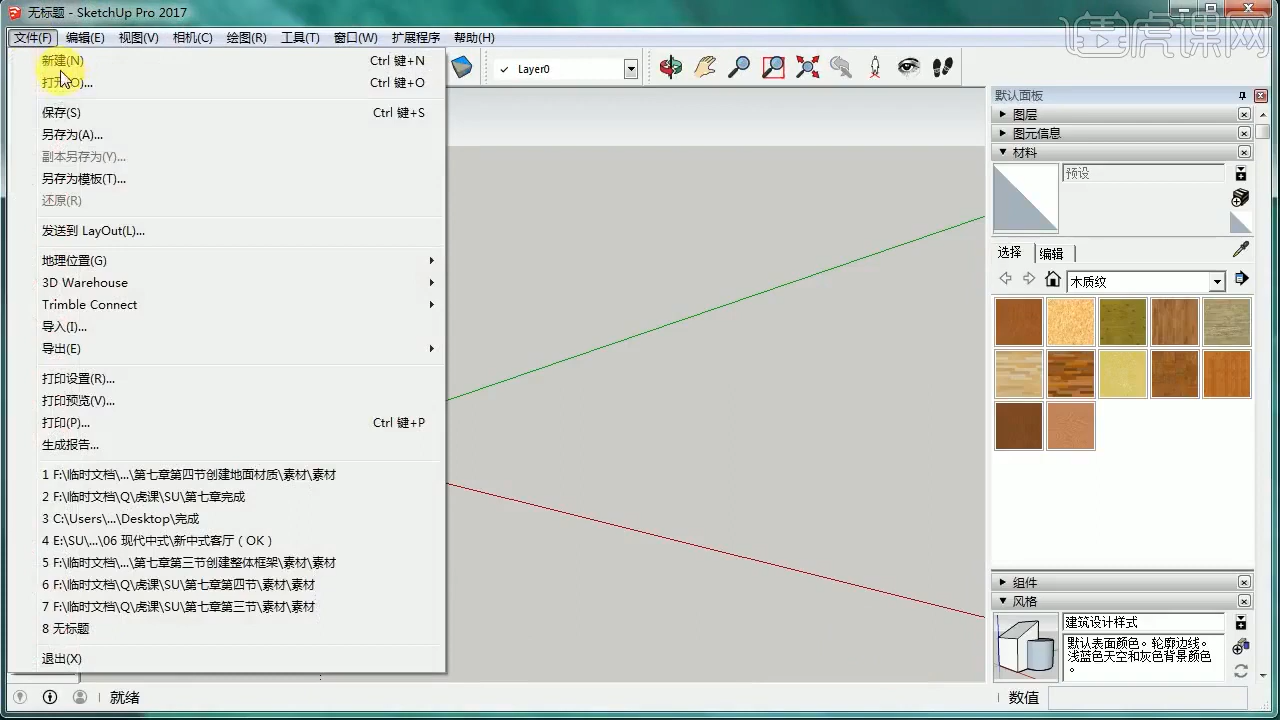 无标题 - SketchUp Pro 2017
虎课网
文件(F) 编辑(E) 视图(V) 相机(C) 绘图(R) 工具(T) 窗口(W) 扩展程序 帮助(H)
新建(N) Ctrl 键+N
打开(O)... Ctrl 键+O
保存(S) Ctrl 键+S
另存为(A)...
副本另存为(Y)...
另存为模板(T)...
还原(R)
发送到 LayOut(L)...
地理位置(G)
3D Warehouse
Trimble Connect
导入(I)...
导出(E)
打印设置(R)...
打印预览(V)...
打印(P)... Ctrl 键+P
生成报告...
1 F:\临时文档\...\第七章第四节创建地面材质\素材\素材
2 F:\临时文档\Q\虎课\SU\第七章完成
3 C:\Users\...\Desktop\完成
4 E:\SU\...\06 现代中式\新中式客厅（OK）
5 F:\临时文档\...\第七章第三节创建整体框架\素材\素材
6 F:\临时文档\Q\虎课\SU\第七章第四节\素材\素材
7 F:\临时文档\Q\虎课\SU\第七章第三节\素材\素材
8 无标题
退出(X)
Layer0
默认面板
图层
图元信息
材料
预设
选择 编辑
木质纹
组件
风格
建筑设计样式
默认表面颜色。轮廓边线。
浅蓝色天空和灰色背景颜色
。
就绪
数值